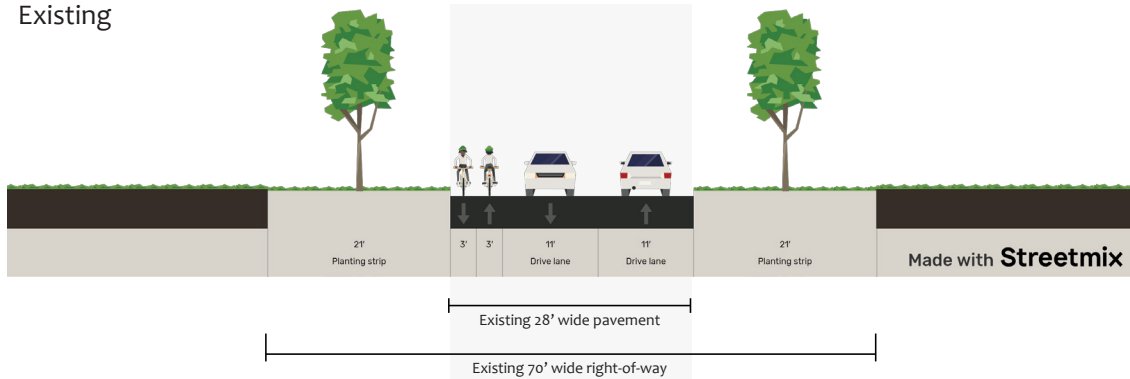 Existing
21'
Planting strip
3'
3'
11'
Drive lane
11'
Drive lane
21'
Planting strip
Made with Streetmix
Existing 28’ wide pavement
Existing 70’ wide right-of-way